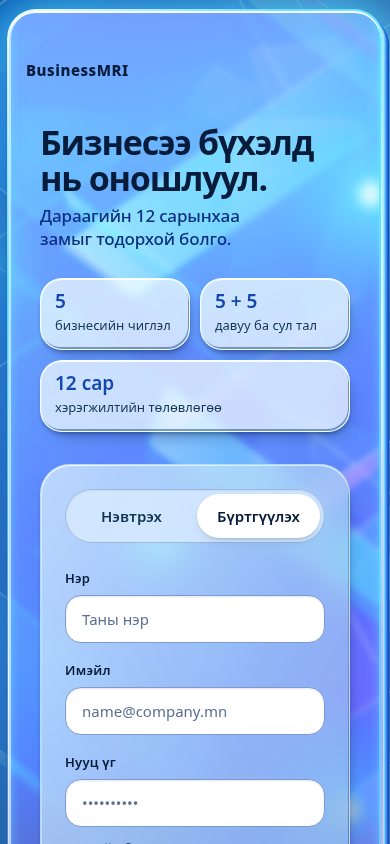 BusinessMRI
Бизнесээ бүхэлд
нь оношлуул.
Дараагийн 12 сарынхаа
замыг тодорхой болго.
5
бизнесийн чиглэл
5 + 5
давуу ба сул тал
12 сар
хэрэгжилтийн төлөвлөгөө
Нэвтрэх
Бүртгүүлэх
Нэр
Таны нэр
Имэйл
name@company.mn
Нууц үг
••••••••••